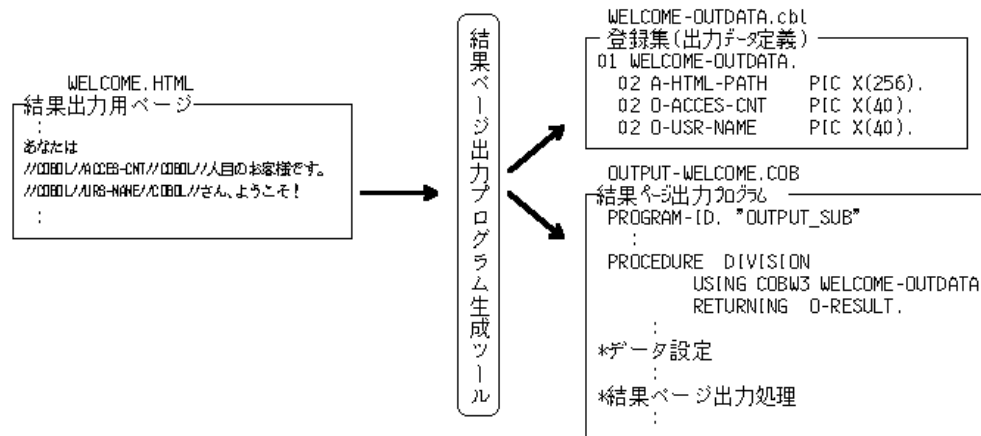 WELCOME.HTML
結果出力用ページ
:
あなたは
//COBOL//ACCES-CNT//COBOL//人目のお客様です。
//COBOL//URS-NAME//COBOL//さん、ようこそ!
:
結果ページ出力プログラム生成ツール
WELCOME-OUTDATA.cbl
登録集(出力データ定義)
01 WELCOME-OUTDATA.
02 A-HTML-PATH PIC X(256).
02 O-ACCES-CNT PIC X(40).
02 O-USR-NAME PIC X(40).
OUTPUT-WELCOME.COB
結果ページ出力プログラム
PROGRAM-ID. "OUTPUT_SUB"
:
PROCEDURE DIVISION
USING COBW3 WELCOME-OUTDATA
RETURNING O-RESULT.
:
*データ設定
:
*結果ページ出力処理
: